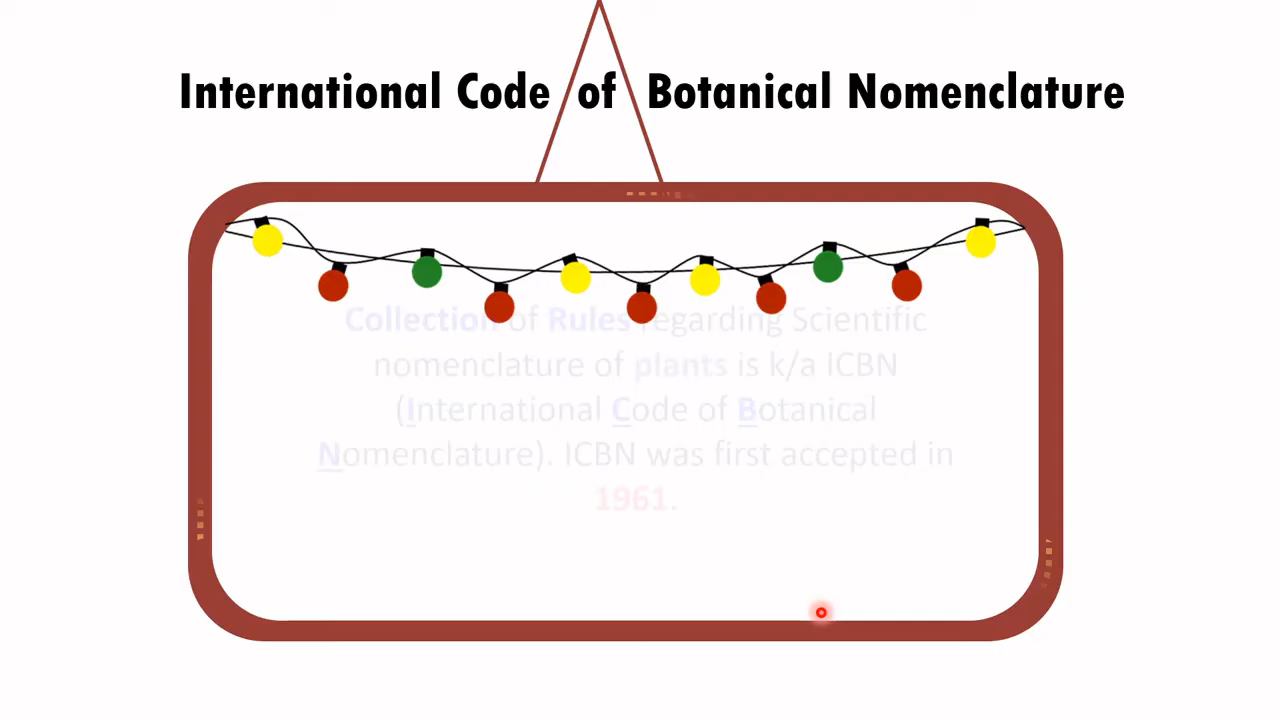 International Code of Botanical Nomenclature
Collection of Rules regarding Scientific
nomenclature of plants is k/a ICBN
(International Code of Botanical
Nomenclature). ICBN was first accepted in
1961.